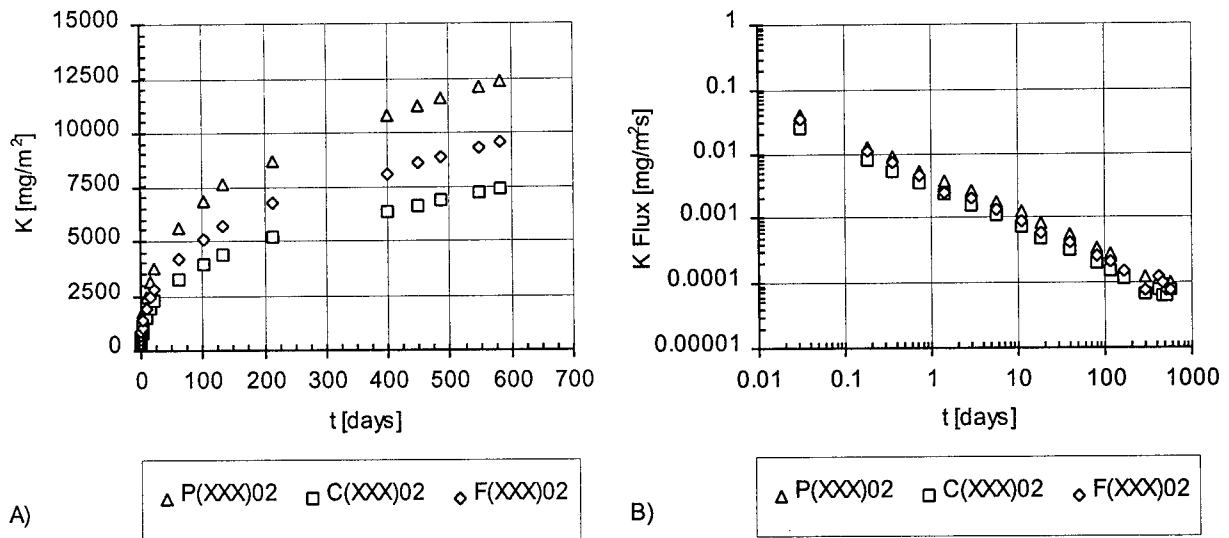 15000
12500
10000
7500
5000
2500
0
K [mg/m²]
0 100 200 300 400 500 600 700
t [days]
△ P(XXX)02 □ C(XXX)02 ◇ F(XXX)02
A)
1
0.1
0.01
0.001
0.0001
0.00001
K Flux [mg/m²s]
0.01 0.1 1 10 100 1000
t [days]
△ P(XXX)02 □ C(XXX)02 ◇ F(XXX)02
B)